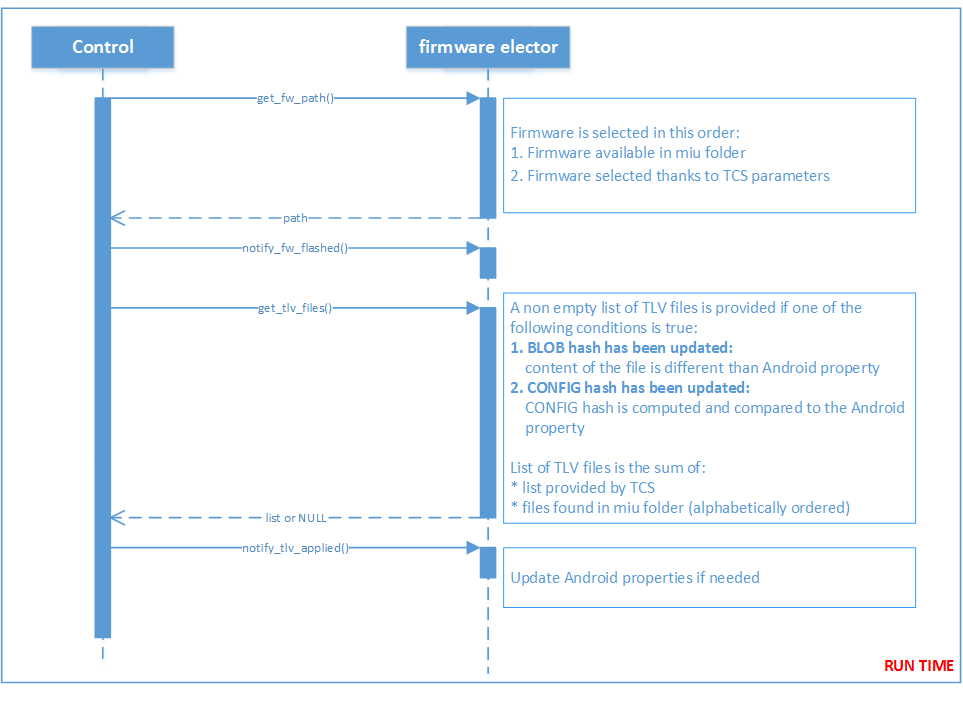 Control
firmware elector
get_fw_path()
Firmware is selected in this order:
1. Firmware available in miu folder
2. Firmware selected thanks to TCS parameters
path
notify_fw_flashed()
get_tlv_files()
A non empty list of TLV files is provided if one of the
following conditions is true:
1. BLOB hash has been updated:
content of the file is different than Android property
2. CONFIG hash has been updated:
CONFIG hash is computed and compared to the Android
property
List of TLV files is the sum of:
* list provided by TCS
* files found in miu folder (alphabetically ordered)
list or NULL
notify_tlv_applied()
Update Android properties if needed
RUN TIME